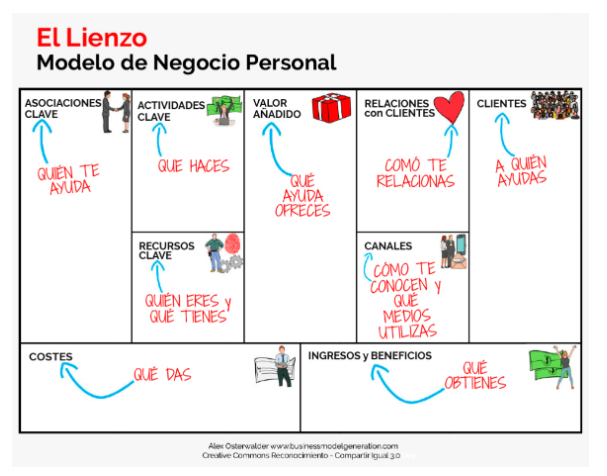 El Lienzo
Modelo de Negocio Personal
ASOCIACIONES
CLAVE
QUIÉN TE
AYUDA
ACTIVIDADES
CLAVE
QUE HACES
VALOR
AÑADIDO
QUÉ
AYUDA
OFRECES
RELACIONES
con CLIENTES
COMÓ TE
RELACIONAS
CLIENTES
A QUIÉN
AYUDAS
RECURSOS
CLAVE
QUIÉN ERES y
QUÉ TIENES
CANALES
CÓMO TE
CONOCEN y
QUÉ
MEDIOS
UTILIZAS
COSTES
QUÉ DAS
INGRESOS y BENEFICIOS
QUÉ
OBTIENES
Alex Osterwalder www.businessmodelgeneration.com
Creative Commons Reconocimiento - Compartir Igual 3.0